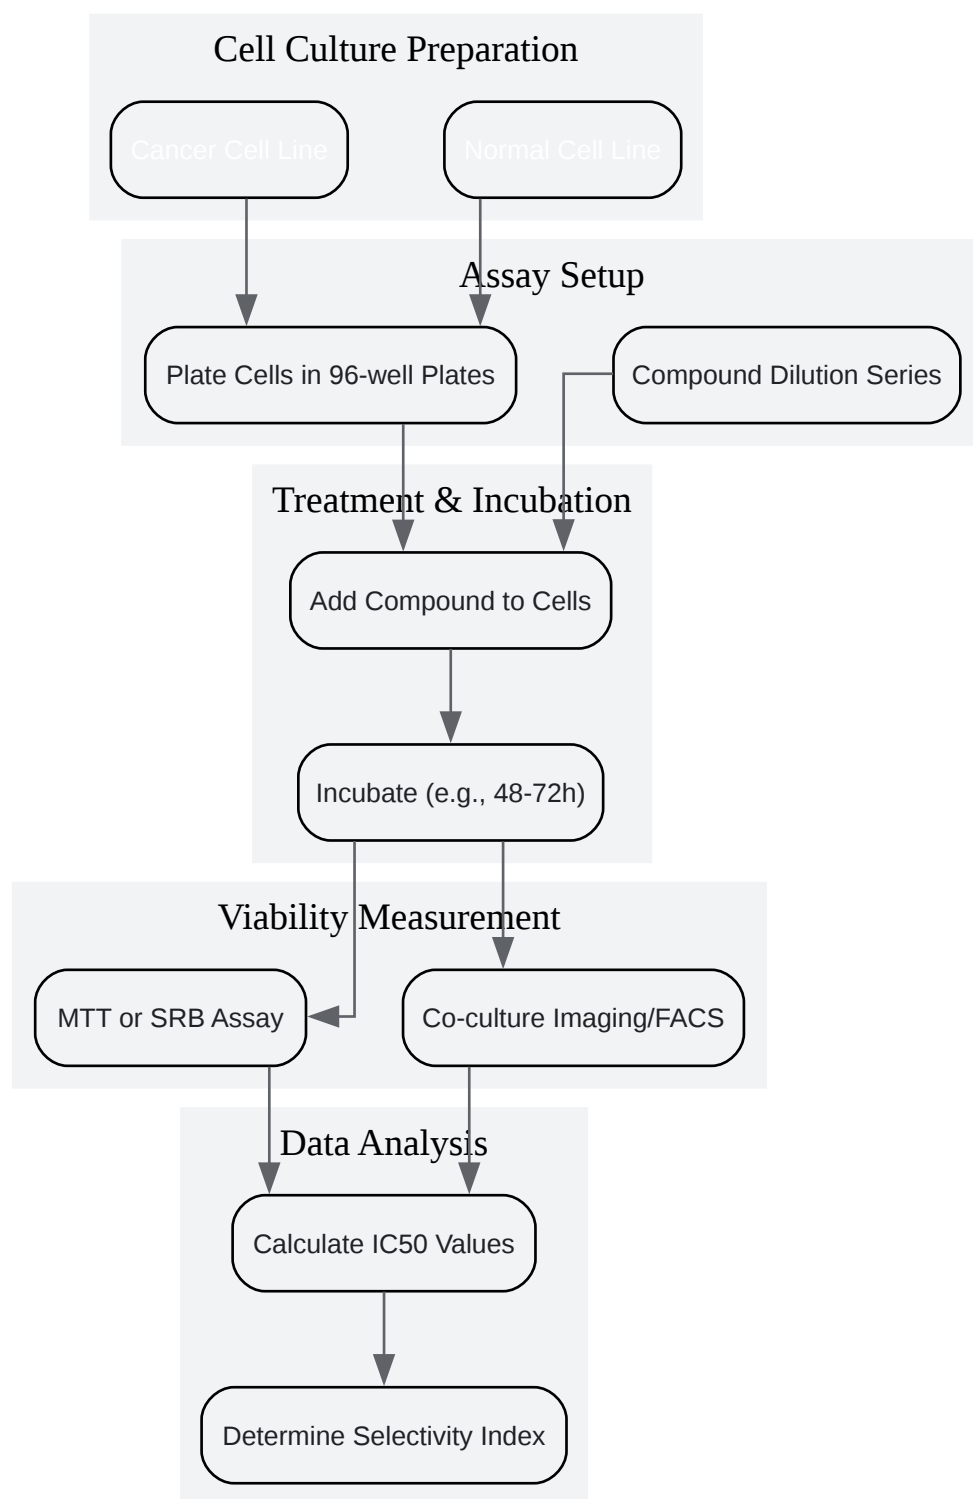 Cell Culture Preparation
Cancer Cell Line
Normal Cell Line
Assay Setup
Plate Cells in 96-well Plates
Compound Dilution Series
Treatment & Incubation
Add Compound to Cells
Incubate (e.g., 48-72h)
Viability Measurement
MTT or SRB Assay
Co-culture Imaging/FACS
Data Analysis
Calculate IC50 Values
Determine Selectivity Index